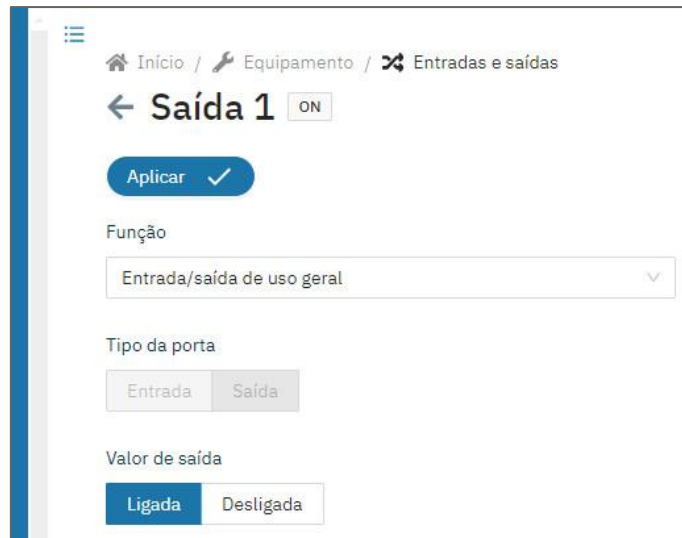 Início / Equipamento / Entradas e saídas
Saída 1 ON
Aplicar
Função
Entrada/saída de uso geral
Tipo da porta
Entrada Saída
Valor de saída
Ligada Desligada